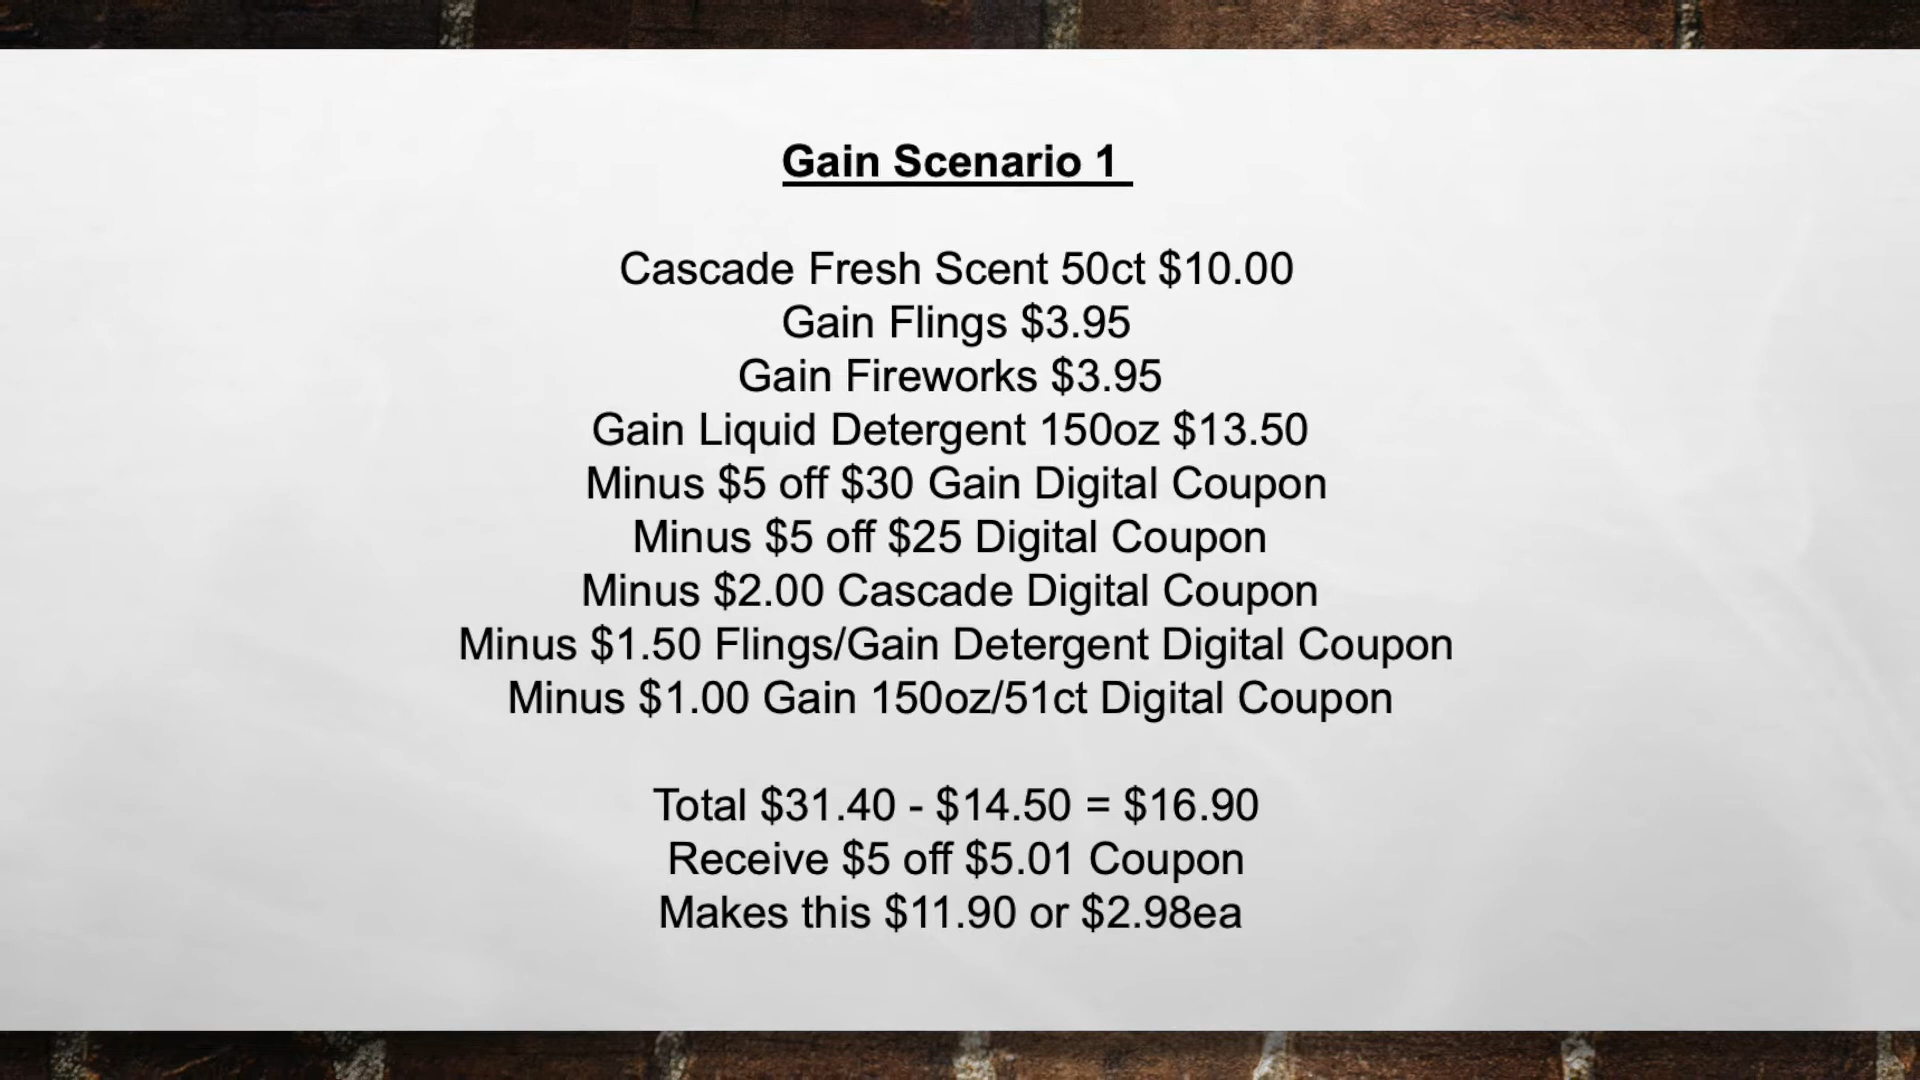 Gain Scenario 1
Cascade Fresh Scent 50ct $10.00
Gain Flings $3.95
Gain Fireworks $3.95
Gain Liquid Detergent 150oz $13.50
Minus $5 off $30 Gain Digital Coupon
Minus $5 off $25 Digital Coupon
Minus $2.00 Cascade Digital Coupon
Minus $1.50 Flings/Gain Detergent Digital Coupon
Minus $1.00 Gain 150oz/51ct Digital Coupon
Total $31.40 - $14.50 = $16.90
Receive $5 off $5.01 Coupon
Makes this $11.90 or $2.98ea